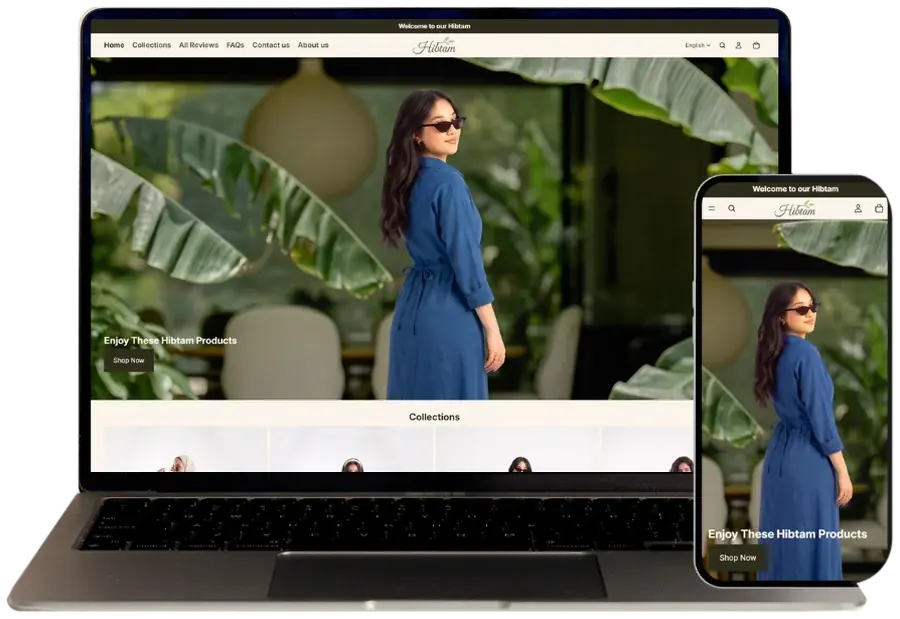 Welcome to our Hibtam
Home Collections All Reviews FAQs Contact us About us Hibtam English
Enjoy These Hibtam Products
Shop Now
Collections
Welcome to our Hibtam
Hibtam
Enjoy These Hibtam Products
Shop Now